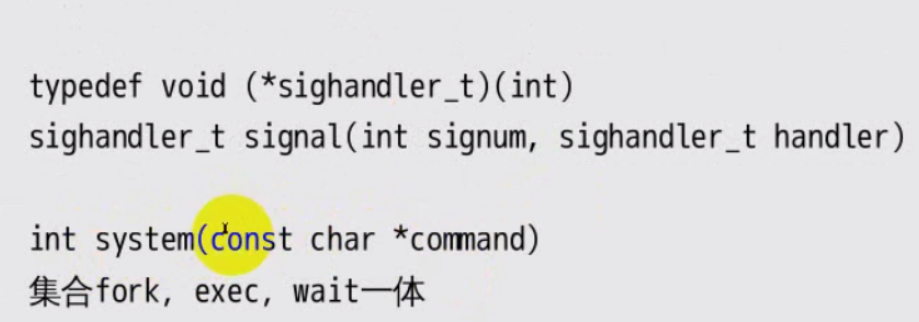 typedef void (*sighandler_t)(int)
sighandler_t signal(int signum, sighandler_t handler)
int system(const char *command)
集合fork, exec, wait一体